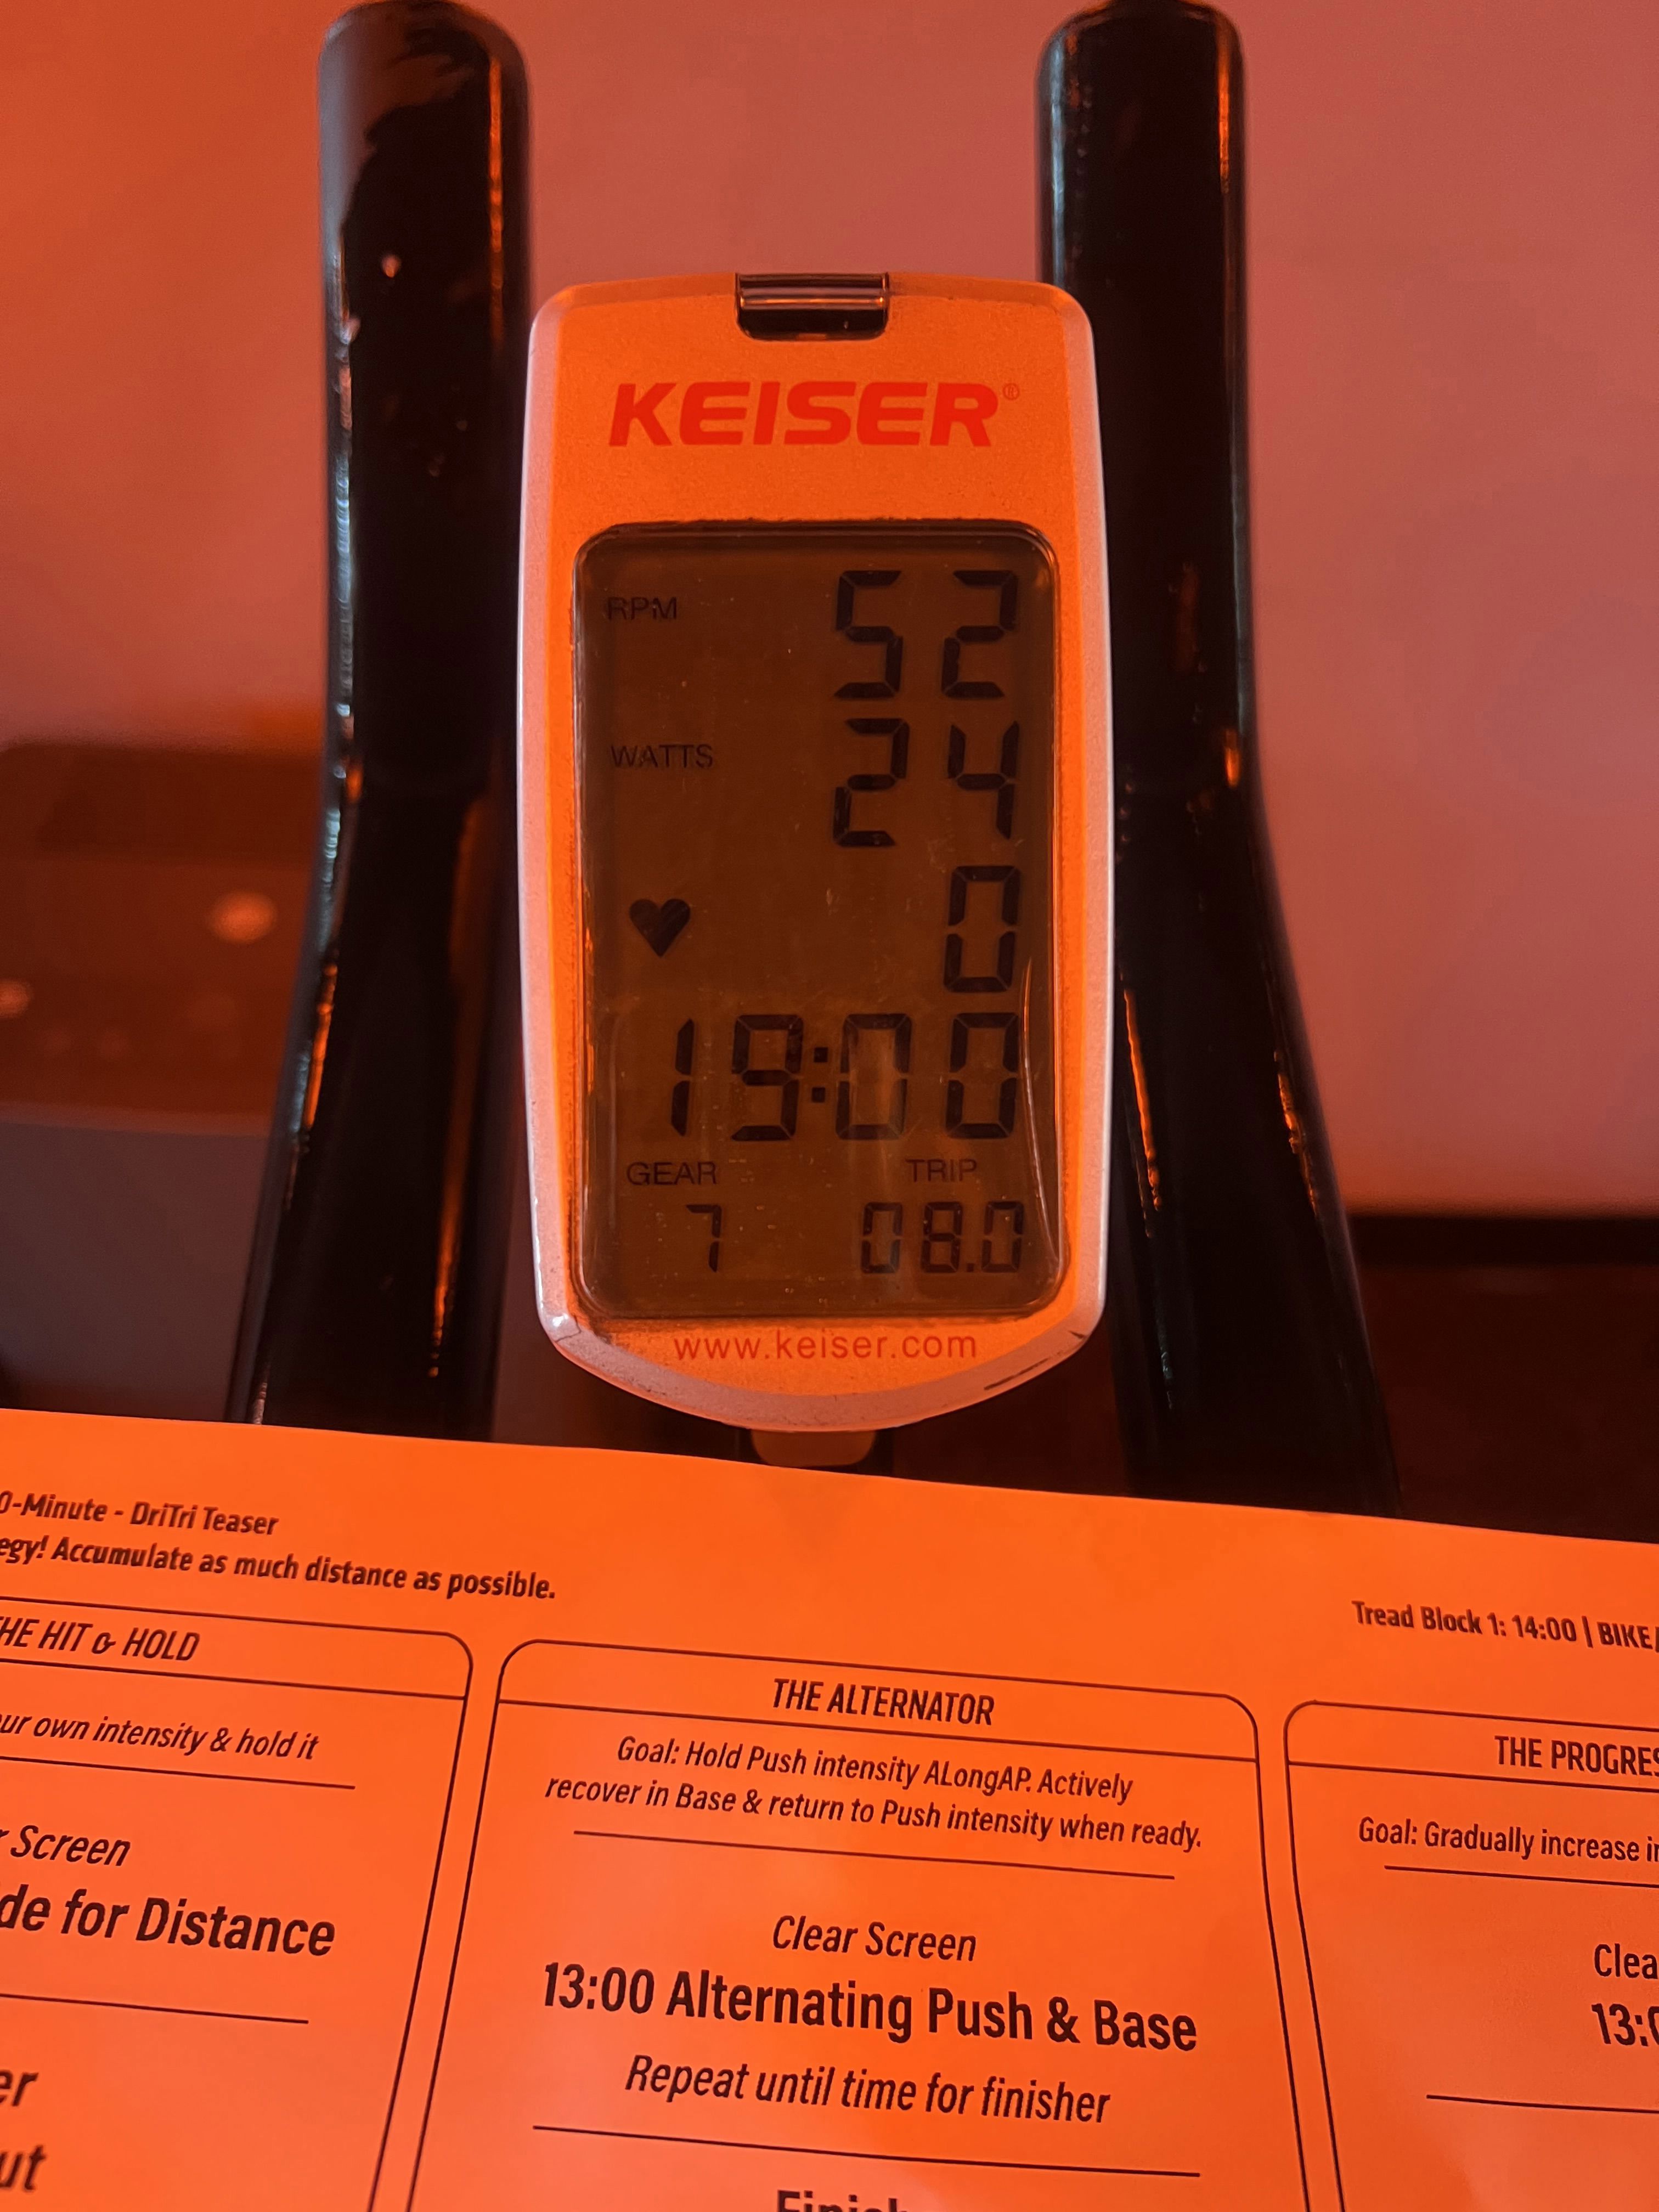 KEISER®
RPM 52
WATTS 24
♥ 0
19:00
GEAR TRIP
7 08.0
www.keiser.com
0-Minute - DriTri Teaser
egy! Accumulate as much distance as possible.
Tread Block 1: 14:00 | BIKE/
HE HIT & HOLD
ur own intensity & hold it
Screen
de for Distance
er
ut
THE ALTERNATOR
Goal: Hold Push intensity ALongAP. Actively
recover in Base & return to Push intensity when ready.
Clear Screen
13:00 Alternating Push & Base
Repeat until time for finisher
THE PROGRES
Goal: Gradually increase in
Clea
13:0